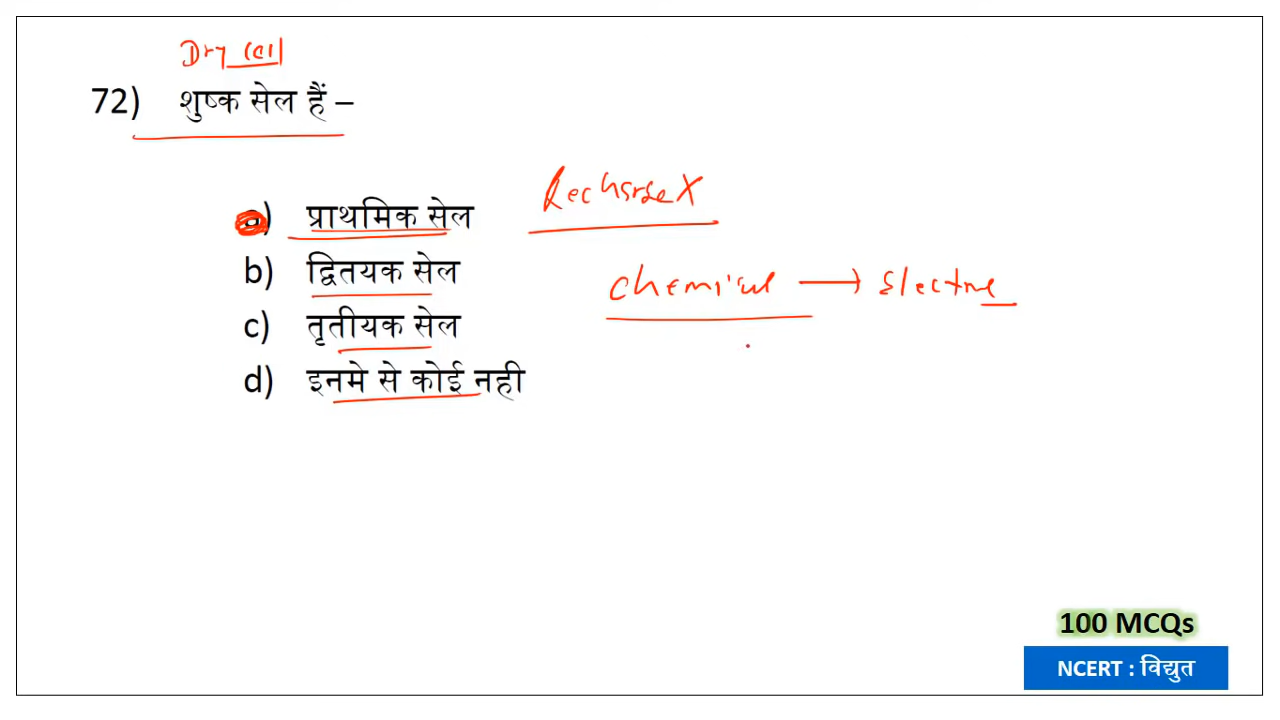 Dry cell
72) शुष्क सेल हैं –
a) प्राथमिक सेल
Recharge X
b) द्वितयक सेल
chemical → Electric
c) तृतीयक सेल
d) इनमे से कोई नही
100 MCQs
NCERT : विद्युत